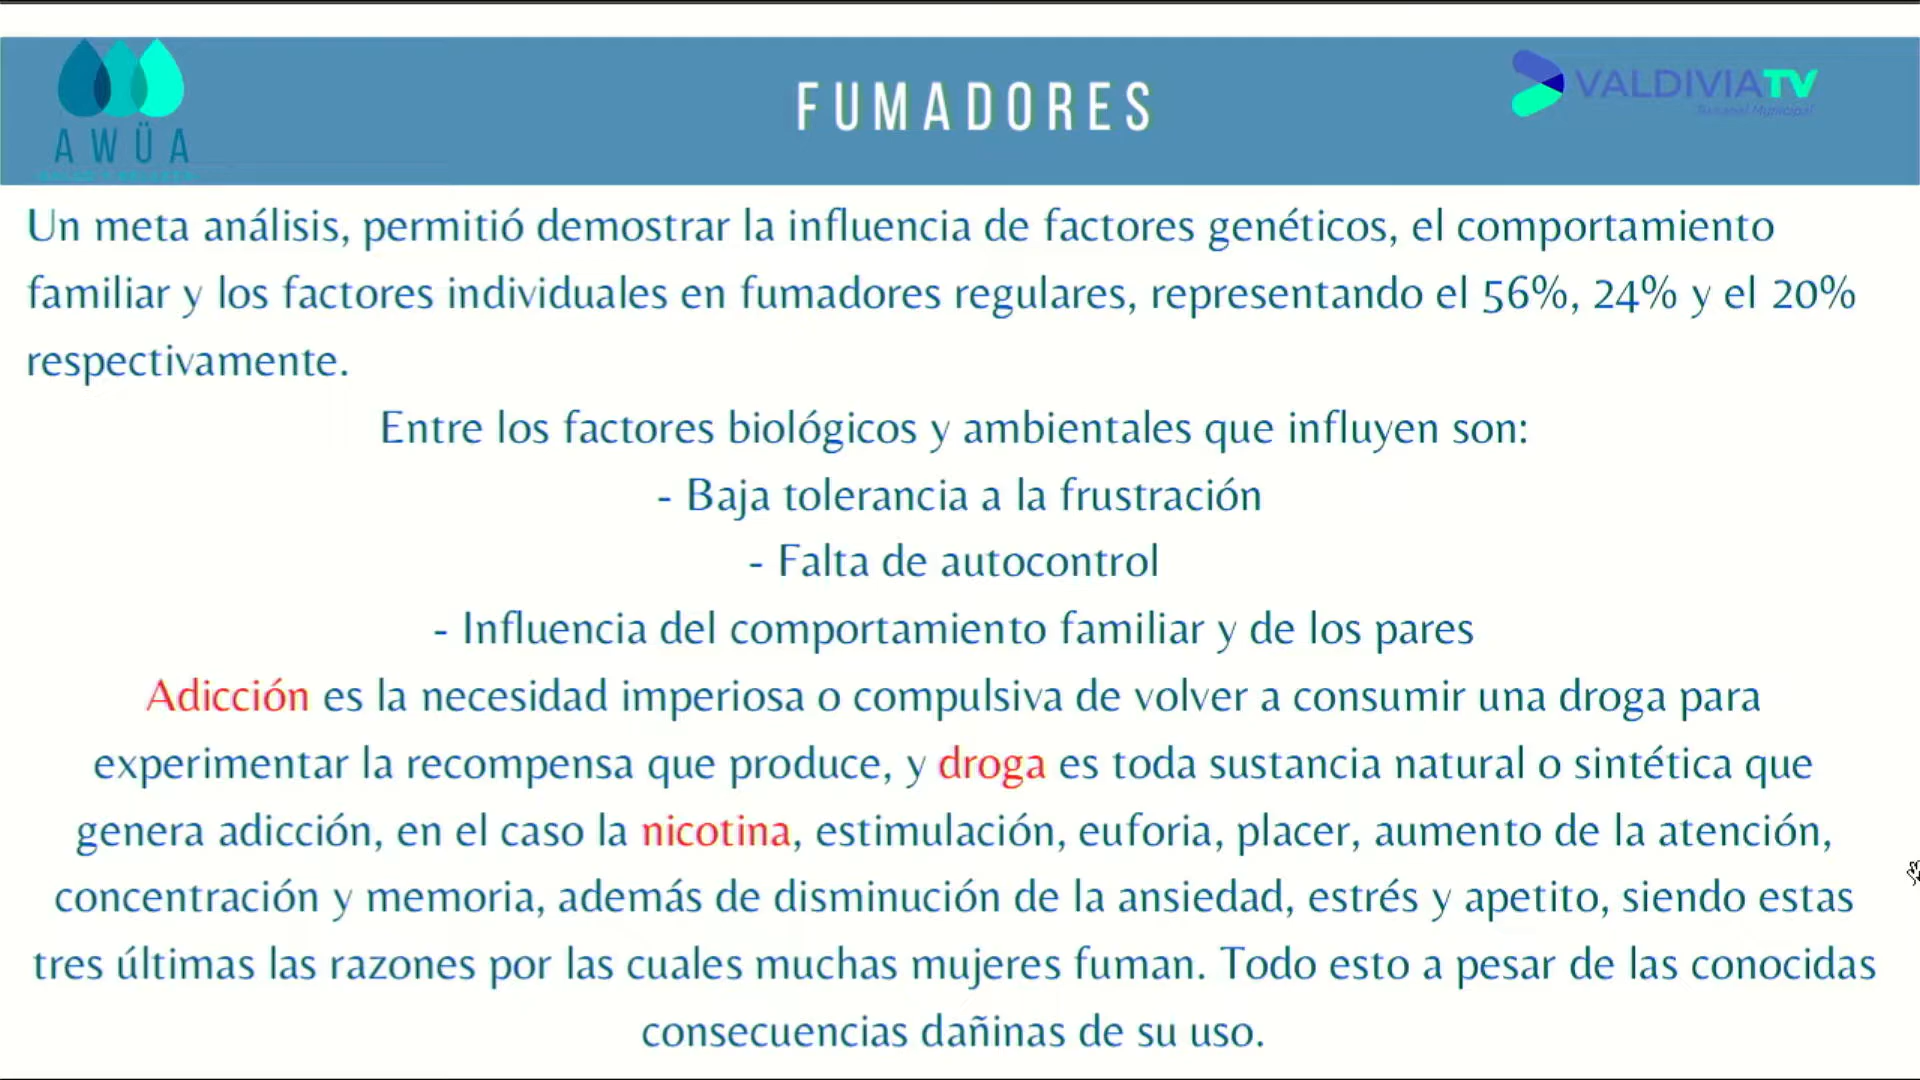 FUMADORES
AWÜA
VALDIVIATV
Un meta análisis, permitió demostrar la influencia de factores genéticos, el comportamiento
familiar y los factores individuales en fumadores regulares, representando el 56%, 24% y el 20%
respectivamente.
Entre los factores biológicos y ambientales que influyen son:
- Baja tolerancia a la frustración
- Falta de autocontrol
- Influencia del comportamiento familiar y de los pares
Adicción es la necesidad imperiosa o compulsiva de volver a consumir una droga para
experimentar la recompensa que produce, y droga es toda sustancia natural o sintética que
genera adicción, en el caso la nicotina, estimulación, euforia, placer, aumento de la atención,
concentración y memoria, además de disminución de la ansiedad, estrés y apetito, siendo estas
tres últimas las razones por las cuales muchas mujeres fuman. Todo esto a pesar de las conocidas
consecuencias dañinas de su uso.